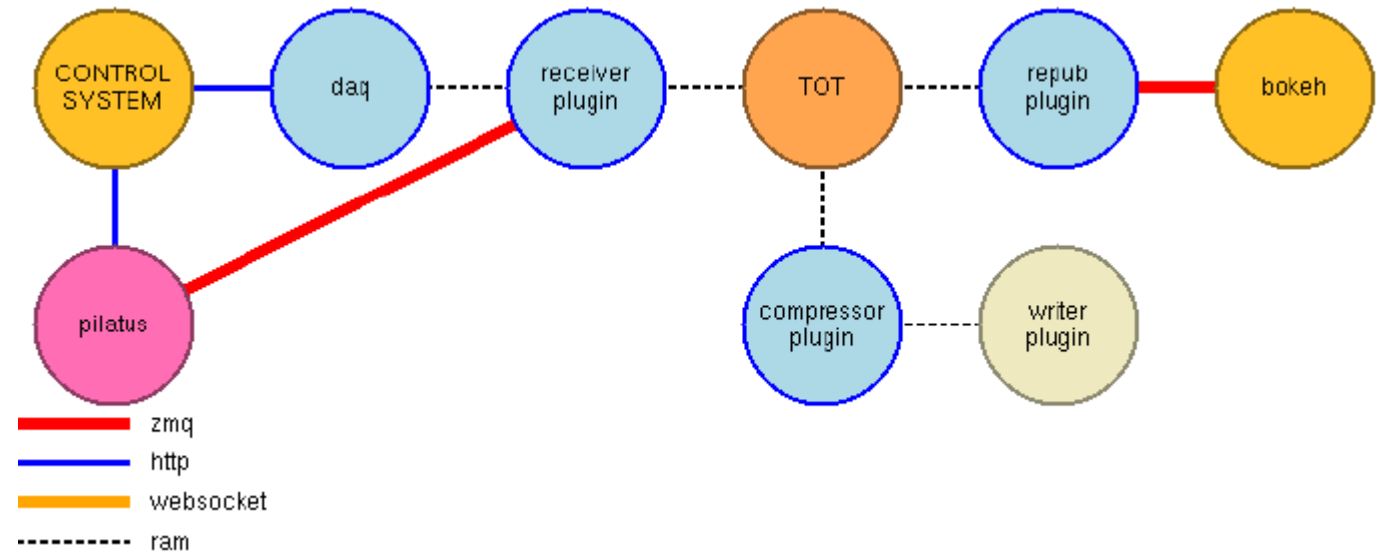 CONTROL
SYSTEM
daq
receiver
plugin
TOT
repub
plugin
bokeh
pilatus
compressor
plugin
writer
plugin
zmq
http
websocket
ram